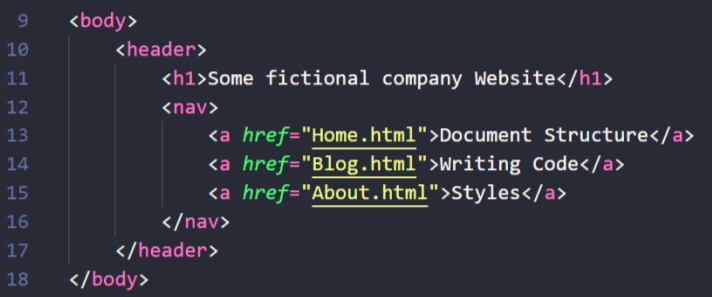 9 <body>
10 <header>
11 <h1>Some fictional company Website</h1>
12 <nav>
13 <a href="Home.html">Document Structure</a>
14 <a href="Blog.html">Writing Code</a>
15 <a href="About.html">Styles</a>
16 </nav>
17 </header>
18 </body>